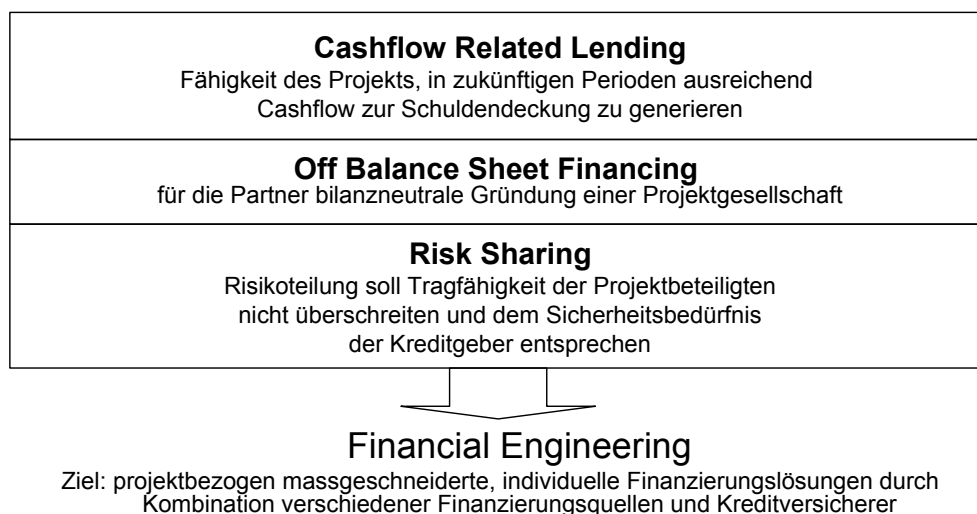 Cashflow Related Lending
Fähigkeit des Projekts, in zukünftigen Perioden ausreichend
Cashflow zur Schuldendeckung zu generieren
Off Balance Sheet Financing
für die Partner bilanzneutrale Gründung einer Projektgesellschaft
Risk Sharing
Risikoteilung soll Tragfähigkeit der Projektbeteiligten
nicht überschreiten und dem Sicherheitsbedürfnis
der Kreditgeber entsprechen
Financial Engineering
Ziel: projektbezogen massgeschneiderte, individuelle Finanzierungslösungen durch
Kombination verschiedener Finanzierungsquellen und Kreditversicherer